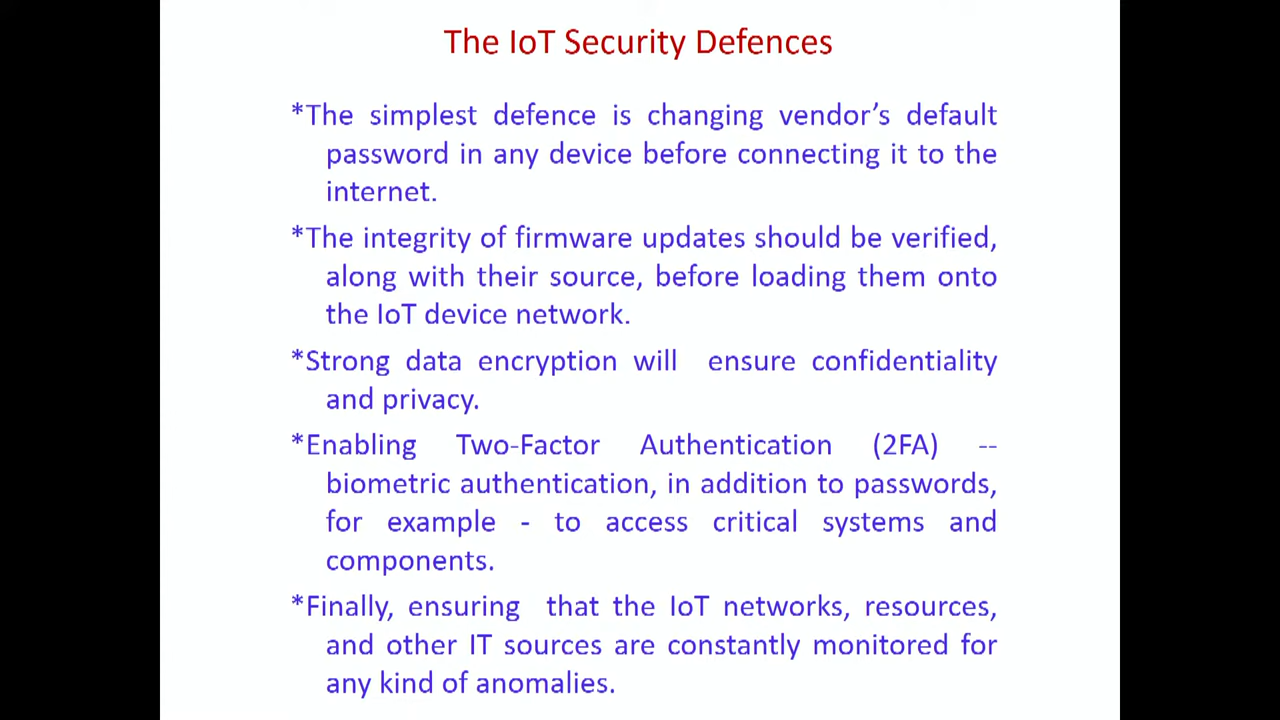 The IoT Security Defences
*The simplest defence is changing vendor’s default
password in any device before connecting it to the
internet.
*The integrity of firmware updates should be verified,
along with their source, before loading them onto
the IoT device network.
*Strong data encryption will ensure confidentiality
and privacy.
*Enabling Two-Factor Authentication (2FA) --
biometric authentication, in addition to passwords,
for example - to access critical systems and
components.
*Finally, ensuring that the IoT networks, resources,
and other IT sources are constantly monitored for
any kind of anomalies.